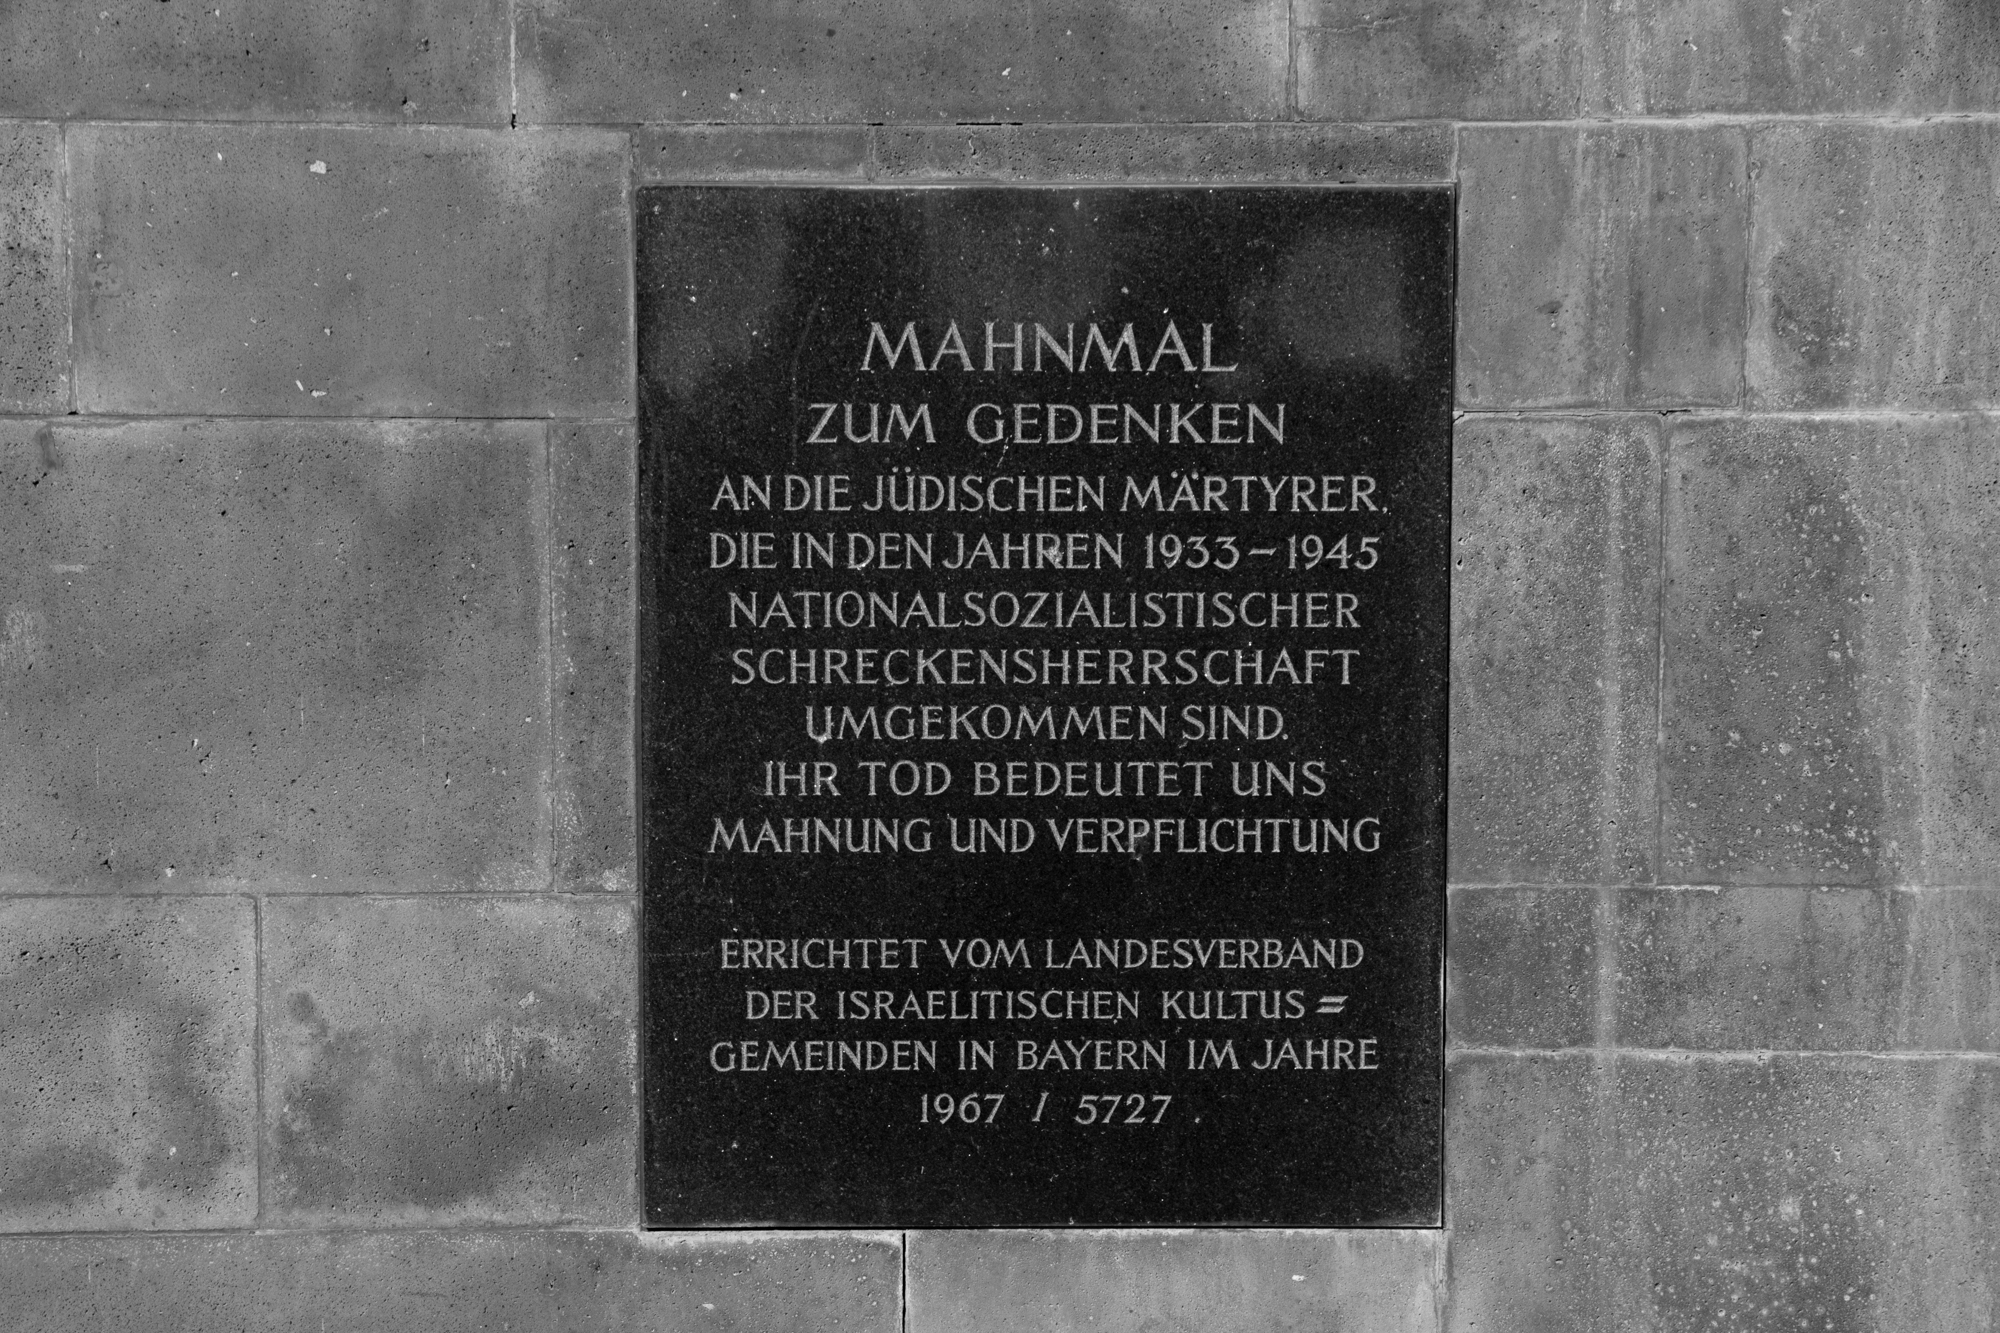 MAHNMAL
ZUM GEDENKEN
AN DIE JÜDISCHEN MÄRTYRER,
DIE IN DEN JAHREN 1933-1945
NATIONALSOZIALISTISCHER
SCHRECKENSHERRSCHAFT
UMGEKOMMEN SIND.
IHR TOD BEDEUTET UNS
MAHNUNG UND VERPFLICHTUNG
ERRICHTET VOM LANDESVERBAND
DER ISRAELITISCHEN KULTUS=
GEMEINDEN IN BAYERN IM JAHRE
1967 / 5727.